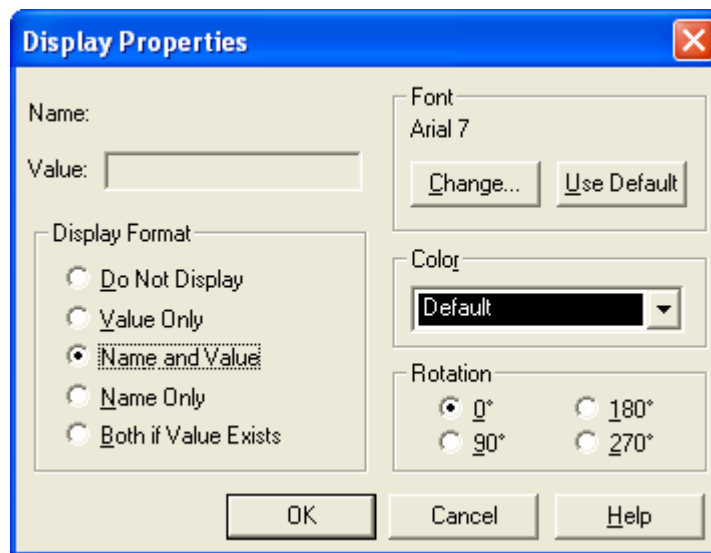 Display Properties
Name:
Value:
Display Format
Do Not Display
Value Only
Name and Value
Name Only
Both if Value Exists
Font
Arial 7
Change... Use Default
Color
Default
Rotation
0° 180°
90° 270°
OK Cancel Help